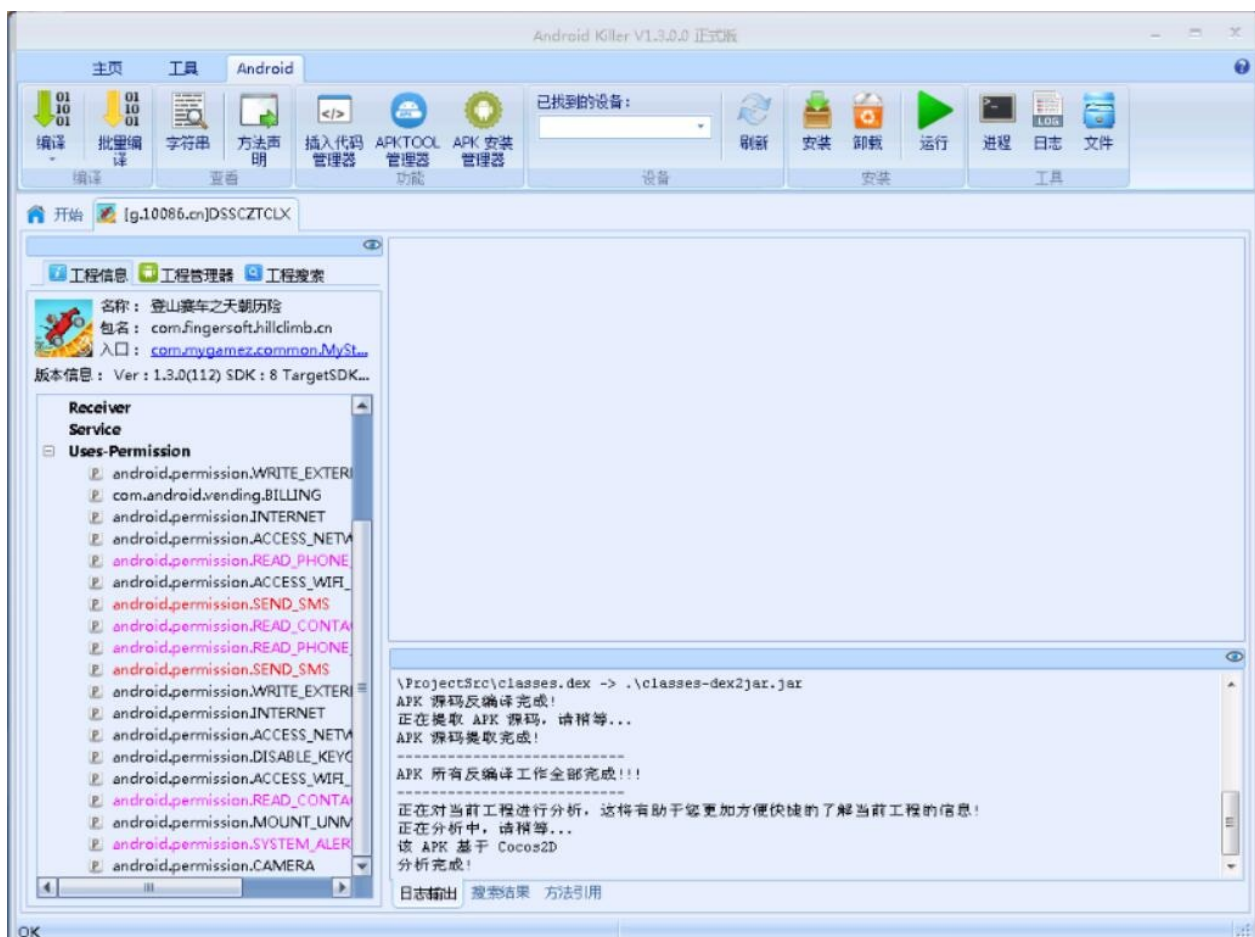 Android Killer V1.3.0.0 正式版
主页 工具 Android
编译 批量编译 字符串 方法声明 插入代码管理器 APKTOOL管理器 APK 安装管理器 已找到的设备： 刷新 安装 卸载 运行 进程 日志 文件
编译 查看 功能 设备 安装 工具
开始 [g.10086.cn]DSSCZTCLX
工程信息 工程管理器 工程搜索
名称： 登山赛车之天朝历险
包名： com.fingersoft.hillclimb.cn
入口： com.mygamez.common.MySt...
版本信息： Ver : 1.3.0(112) SDK : 8 TargetSDK...
Receiver
Service
Uses-Permission
android.permission.WRITE_EXTERI
com.android.vending.BILLING
android.permission.INTERNET
android.permission.ACCESS_NETW
android.permission.READ_PHONE_
android.permission.ACCESS_WIFI_
android.permission.SEND_SMS
android.permission.READ_CONTA
android.permission.READ_PHONE_
android.permission.SEND_SMS
android.permission.WRITE_EXTERI
android.permission.INTERNET
android.permission.ACCESS_NETW
android.permission.DISABLE_KEYG
android.permission.ACCESS_WIFI_
android.permission.READ_CONTA
android.permission.MOUNT_UNM
android.permission.SYSTEM_ALER
android.permission.CAMERA
\ProjectSrc\classes.dex -> .\classes-dex2jar.jar
APK 源码反编译完成!
正在提取 APK 源码，请稍等...
APK 源码提取完成!
----------------------------
APK 所有反编译工作全部完成!!!
----------------------------
正在对当前工程进行分析，这将有助于您更加方便快捷的了解当前工程的信息!
正在分析中，请稍等...
该 APK 基于 Cocos2D
分析完成!
日志输出 搜索结果 方法引用
OK